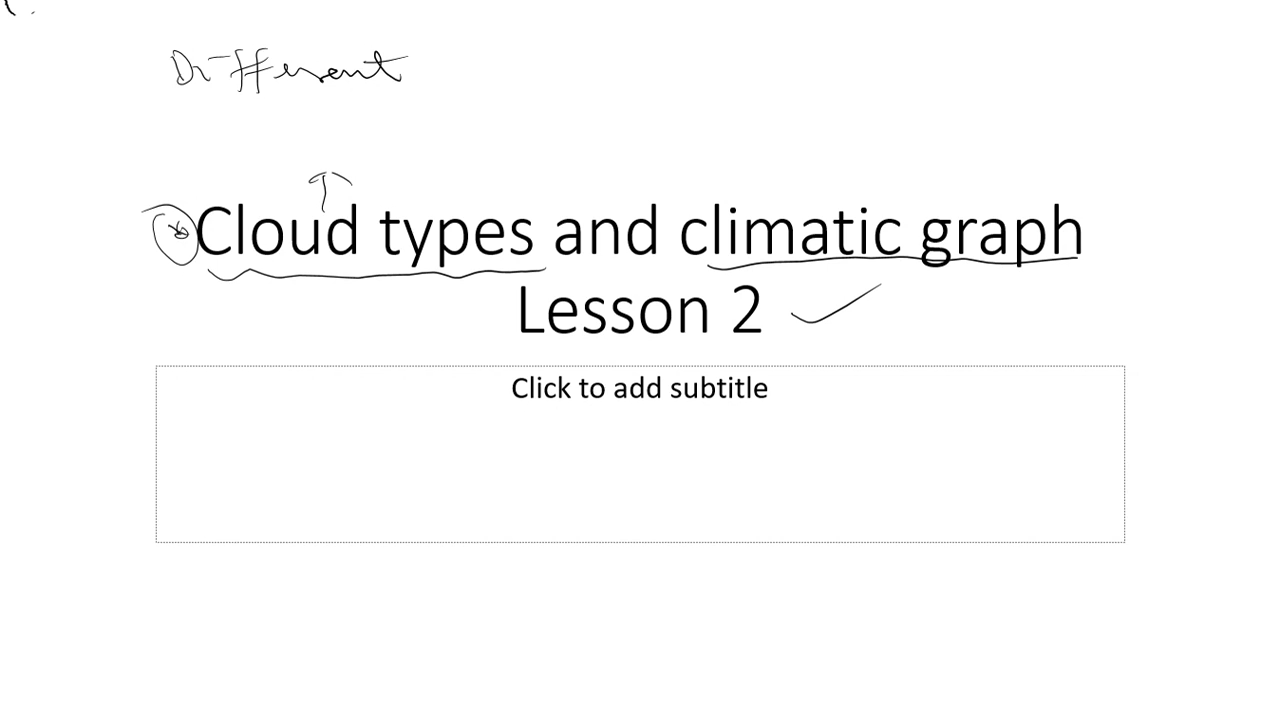 Different
Cloud types and climatic graph
Lesson 2
Click to add subtitle